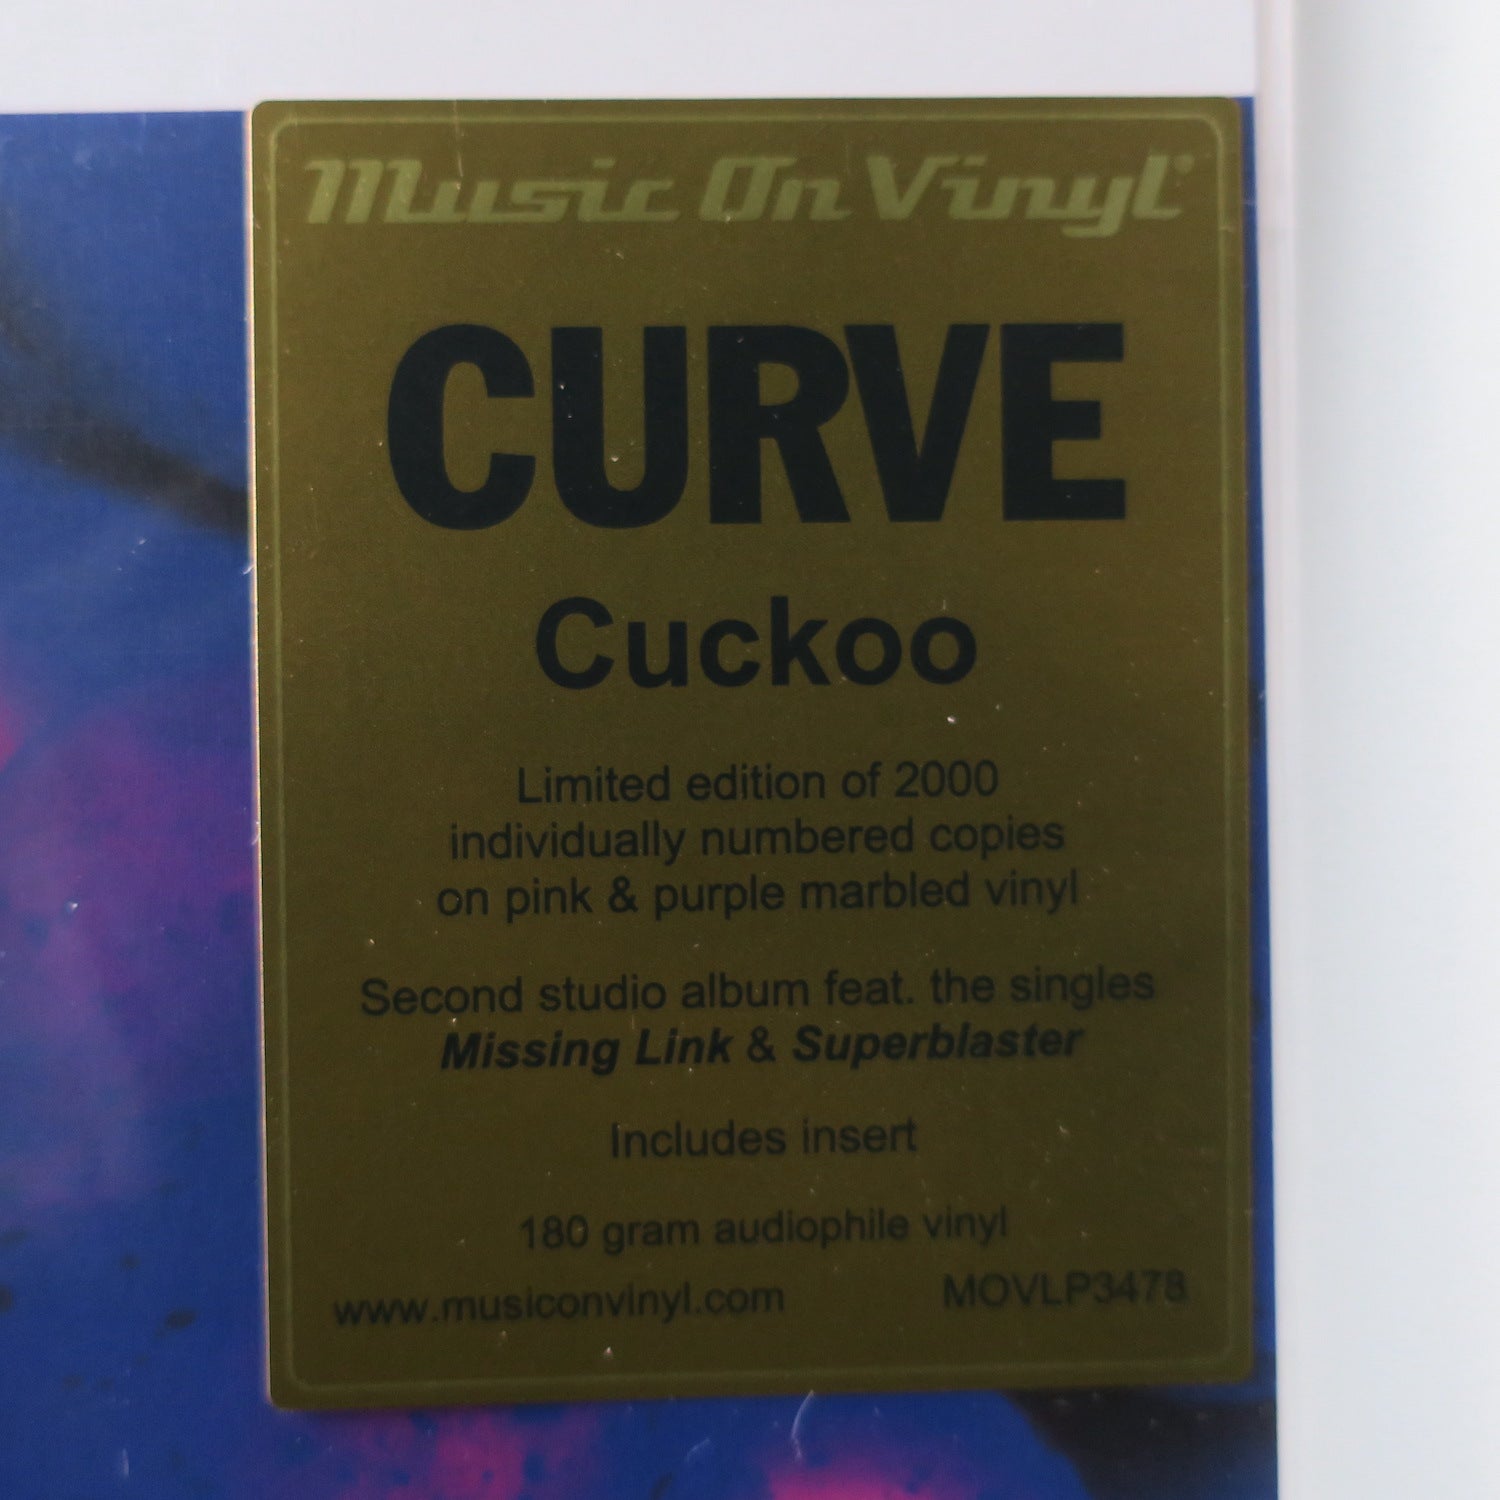 Music On Vinyl®
CURVE
Cuckoo
Limited edition of 2000
individually numbered copies
on pink & purple marbled vinyl
Second studio album feat. the singles
Missing Link & Superblaster
Includes insert
180 gram audiophile vinyl
www.musiconvinyl.com MOVLP3478